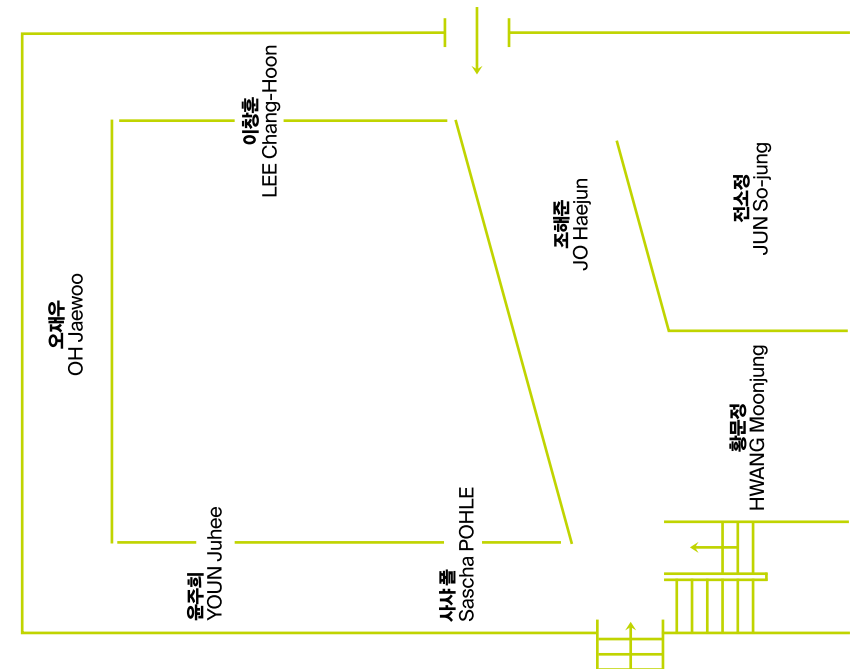 이창훈
LEE Chang-Hoon
전소정
JUN So-jung
조해준
JO Haejun
오재우
OH Jaewoo
황문정
HWANG Moonjung
윤주희
YOUN Juhee
사샤 폴
Sascha POHLE